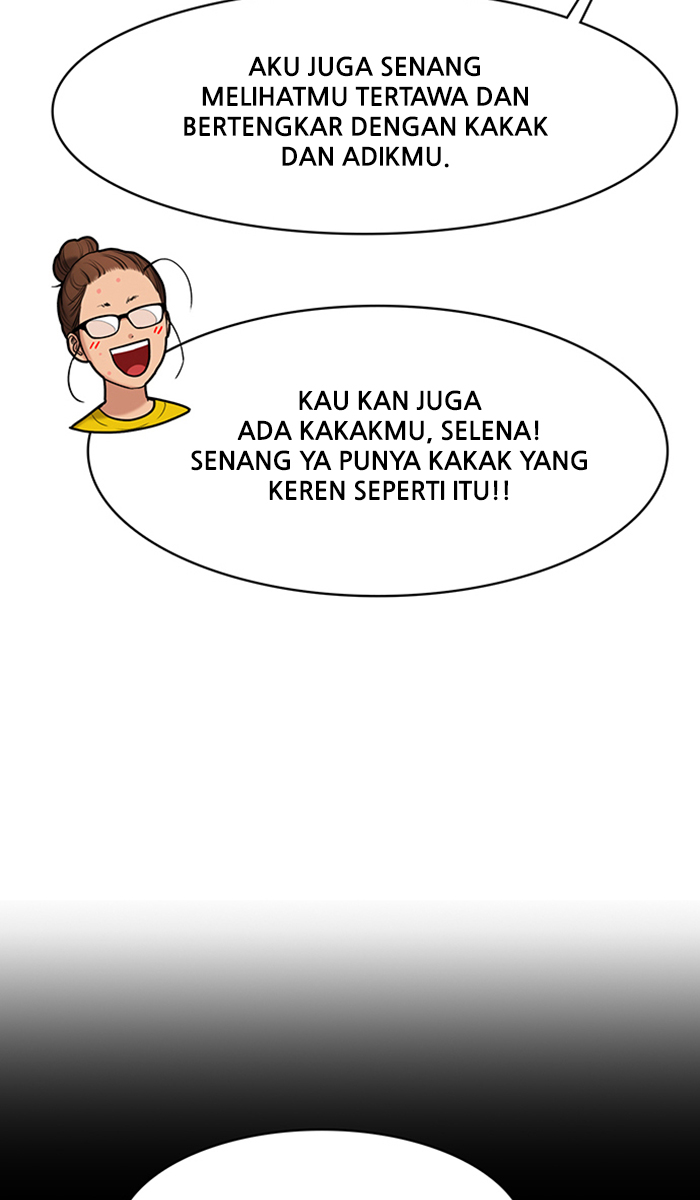 AKU JUGA SENANG
MELIHATMU TERTAWA DAN
BERTENGKAR DENGAN KAKAK
DAN ADIKMU.
KAU KAN JUGA
ADA KAKAKMU, SELENA!
SENANG YA PUNYA KAKAK YANG
KEREN SEPERTI ITU!!